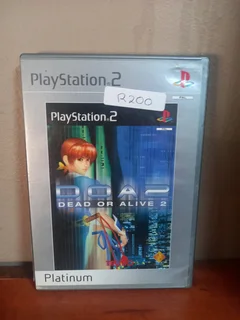 PlayStation 2
R200
PlayStation 2
DOA2
DEAD OR ALIVE 2
Platinum